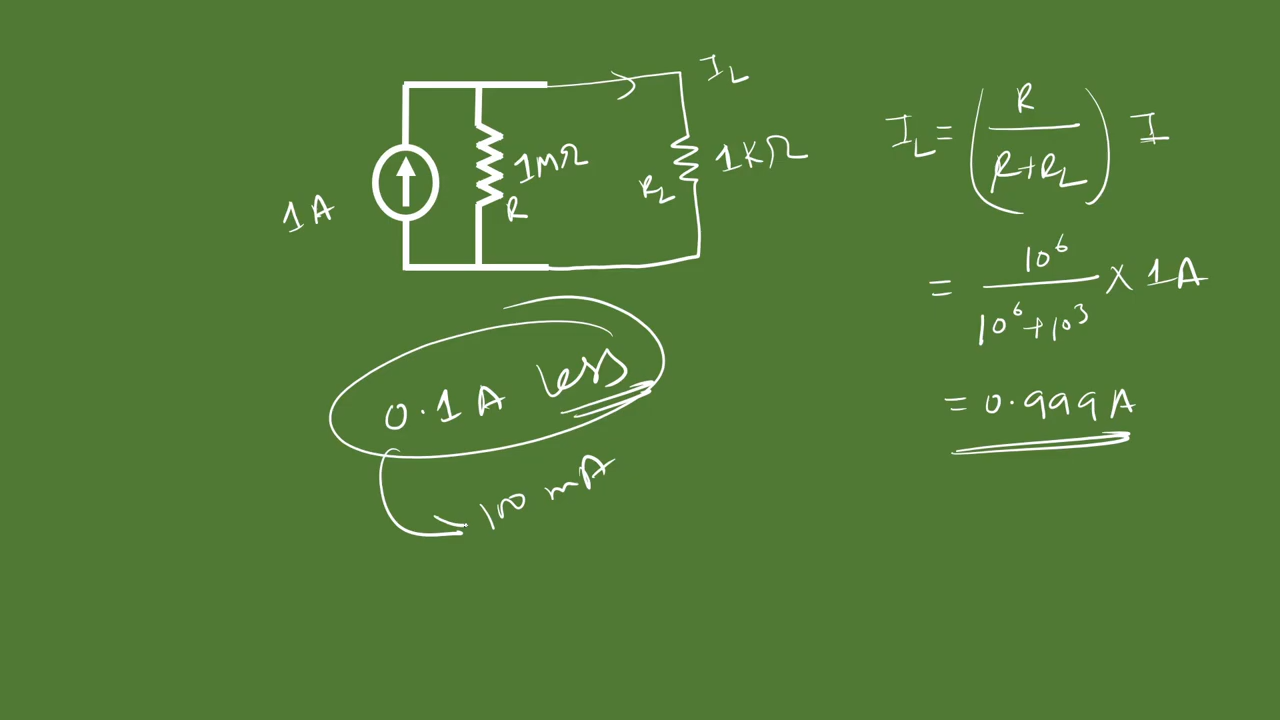 1A
1MΩ
R
I_L
R_L
1KΩ
I_L = (R / (R+R_L)) I
= 10^6 / (10^6+10^3) × 1A
= 0.999A
0.1A less
100 mA